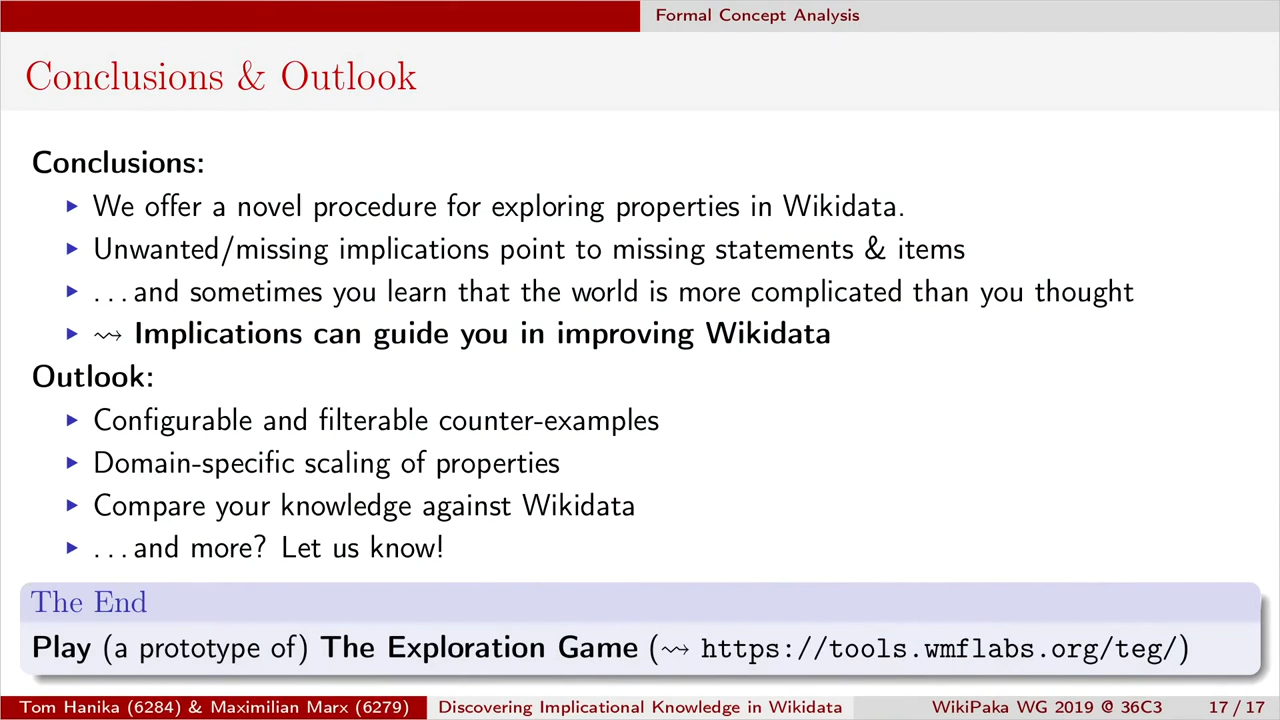 Formal Concept Analysis
Conclusions & Outlook
Conclusions:
▶ We offer a novel procedure for exploring properties in Wikidata.
▶ Unwanted/missing implications point to missing statements & items
▶ ...and sometimes you learn that the world is more complicated than you thought
▶ ⇝ Implications can guide you in improving Wikidata
Outlook:
▶ Configurable and filterable counter-examples
▶ Domain-specific scaling of properties
▶ Compare your knowledge against Wikidata
▶ ...and more? Let us know!
The End
Play (a prototype of) The Exploration Game (⇝ https://tools.wmflabs.org/teg/)
Tom Hanika (6284) & Maximilian Marx (6279) Discovering Implicational Knowledge in Wikidata WikiPaka WG 2019 @ 36C3 17 / 17